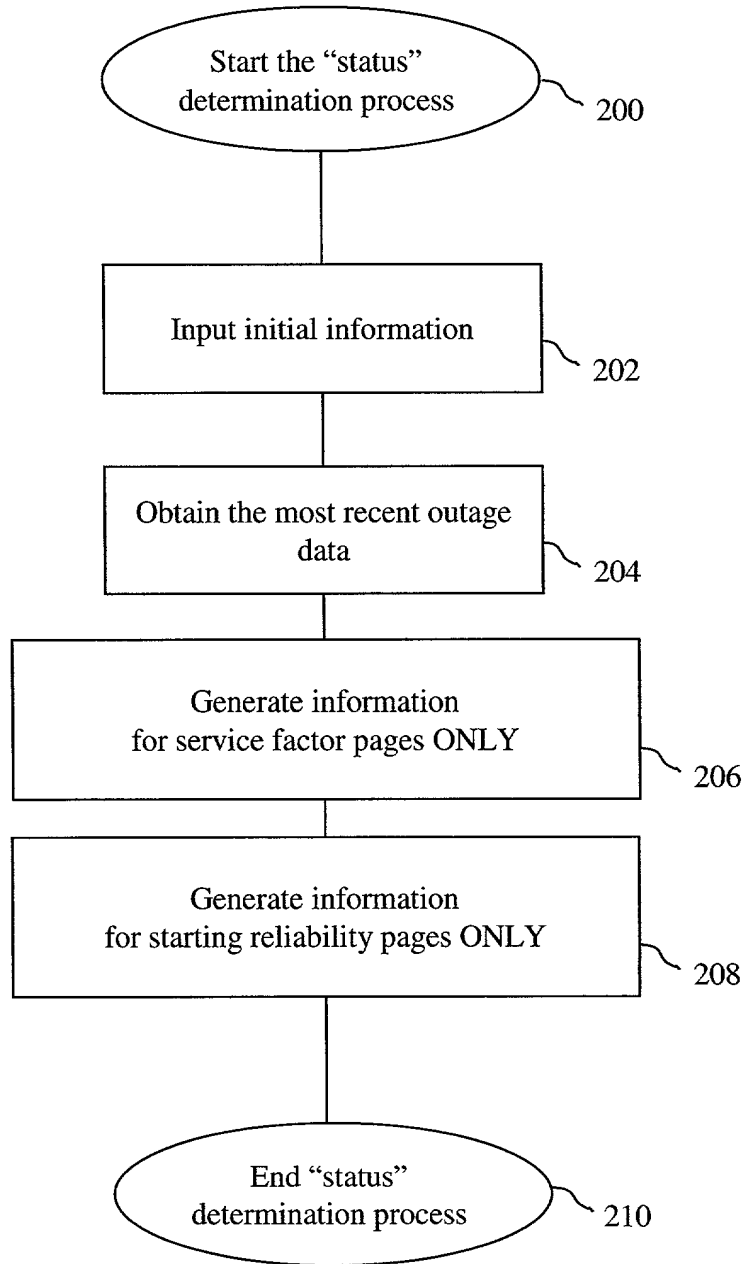 Start the “status”
determination process
200
Input initial information
202
Obtain the most recent outage
data
204
Generate information
for service factor pages ONLY
206
Generate information
for starting reliability pages ONLY
208
End “status”
determination process
210